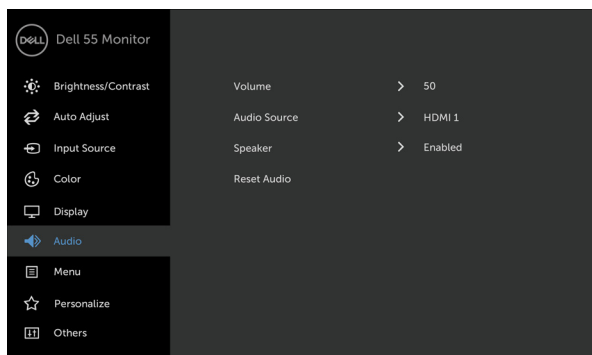 DELL Dell 55 Monitor
Brightness/Contrast
Auto Adjust
Input Source
Color
Display
Audio
Menu
Personalize
Others
Volume > 50
Audio Source > HDMI 1
Speaker > Enabled
Reset Audio